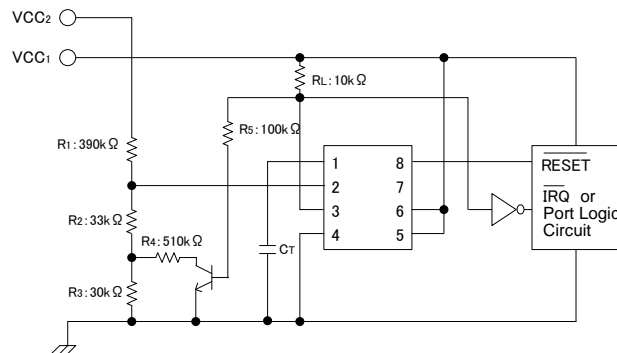 VCC₂
VCC₁
RL:10kΩ
R5:100kΩ
R1:390kΩ
1 8 RESET
2 7
R2:33kΩ
3 6 IRQ or
Port Logic
Circuit
R4:510kΩ
CT
4 5
R3:30kΩ